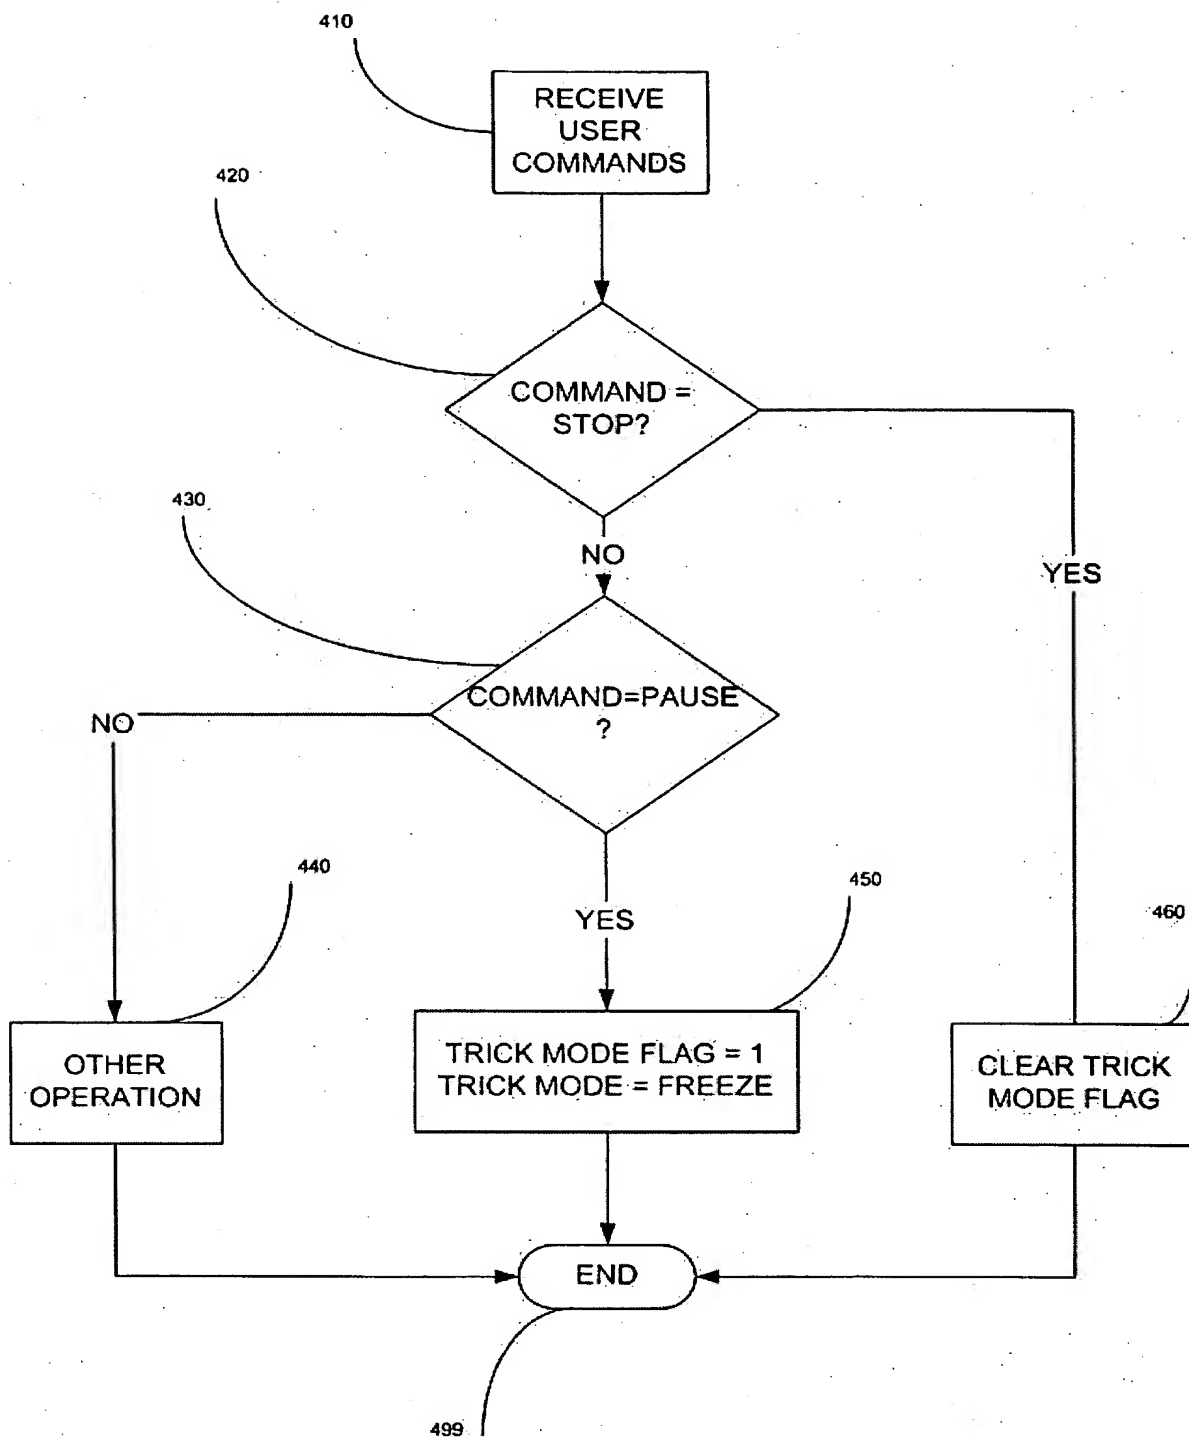 410
RECEIVE
USER
COMMANDS
420
COMMAND =
STOP?
430
NO
YES
COMMAND=PAUSE
?
NO
440
450
460
YES
OTHER
OPERATION
TRICK MODE FLAG = 1
TRICK MODE = FREEZE
CLEAR TRICK
MODE FLAG
END
499